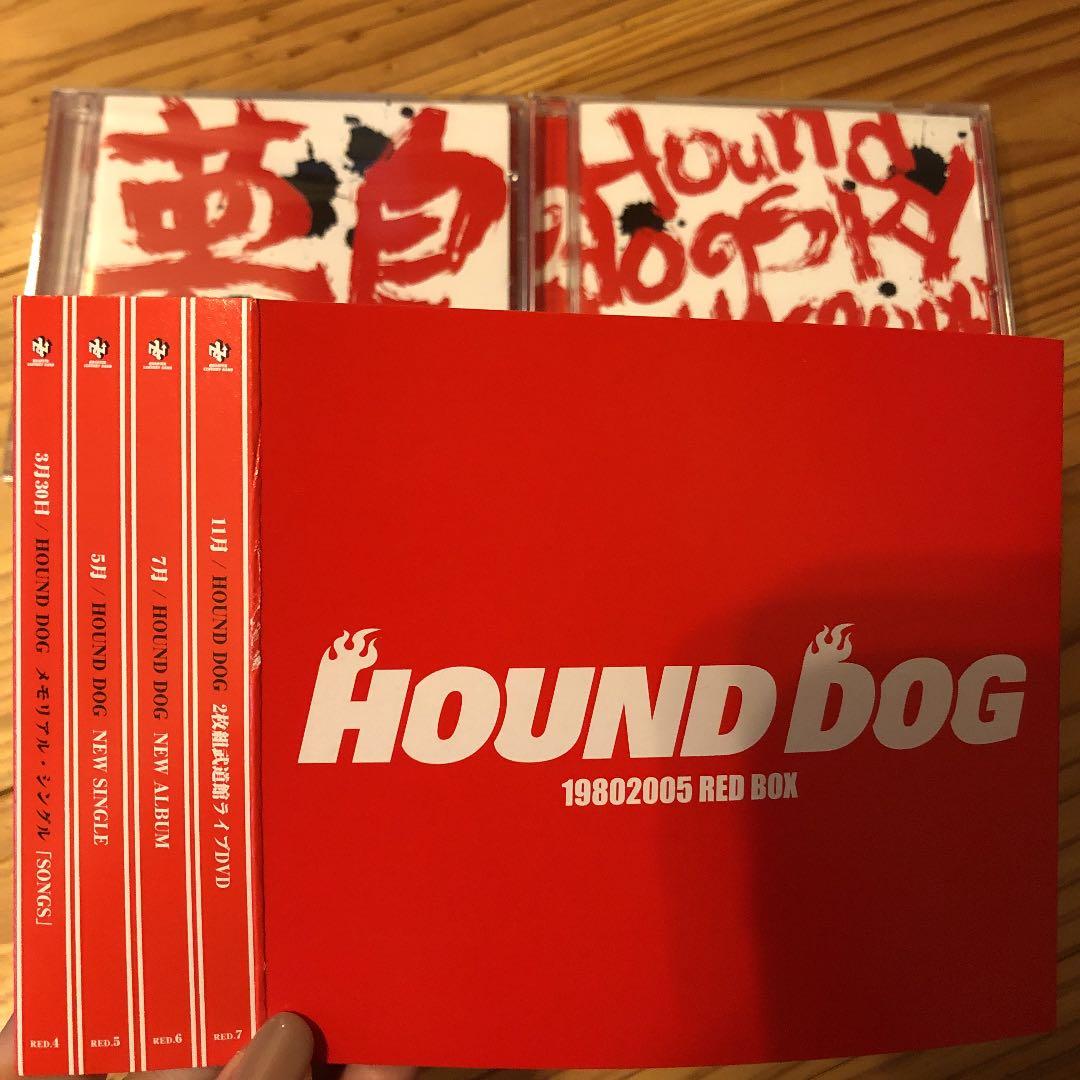 Hound
Dog
SKY
HOUND DOG
19802005 RED BOX
3月30日 / HOUND DOG メモリアル・シングル「SONGS」
RED.4
5月 / HOUND DOG NEW SINGLE
RED.5
7月 / HOUND DOG NEW ALBUM
RED.6
11月 / HOUND DOG 2枚組武道館ライブDVD
RED.7